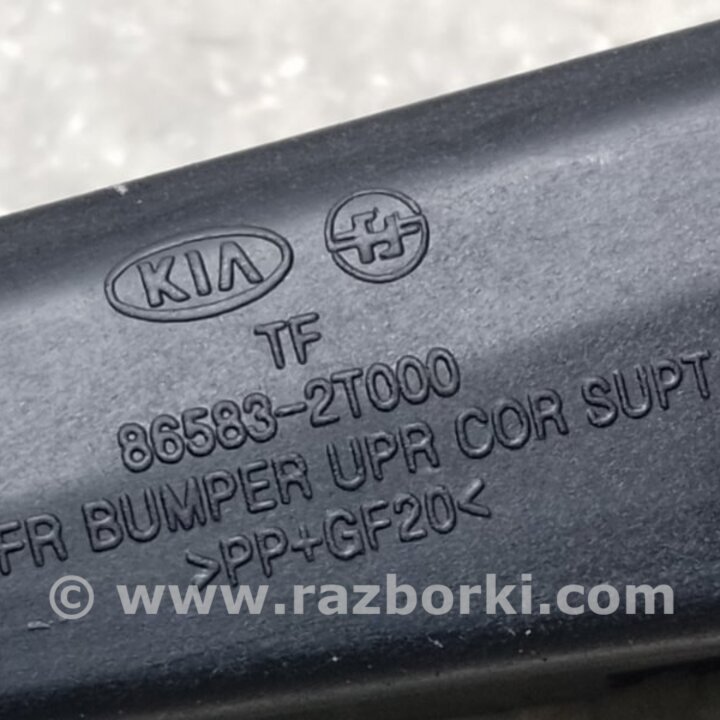 KIA
TF
86583-2T000
FR BUMPER UPR COR SUPT
>PP+GF20<
© www.razborki.com